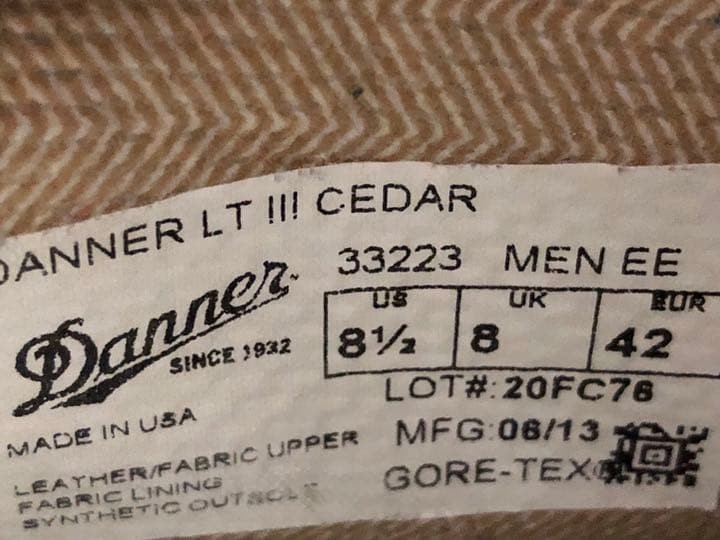 DANNER LT III CEDAR
33223 MEN EE
Danner
SINCE 1932
US UK EUR
8½ 8 42
LOT#: 20FC76
MADE IN USA
MFG:06/13
LEATHER/FABRIC UPPER
GORE-TEX
FABRIC LINING
SYNTHETIC OUTSOLE